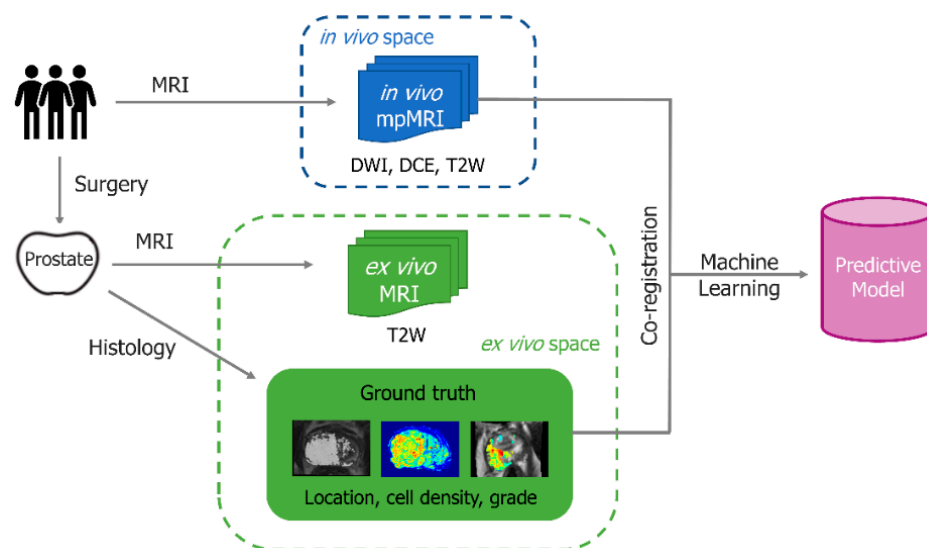 in vivo space
MRI
in vivo
mpMRI
DWI, DCE, T2W
Surgery
Prostate
MRI
ex vivo
MRI
T2W
Histology
ex vivo space
Ground truth
Location, cell density, grade
Co-registration
Machine
Learning
Predictive
Model